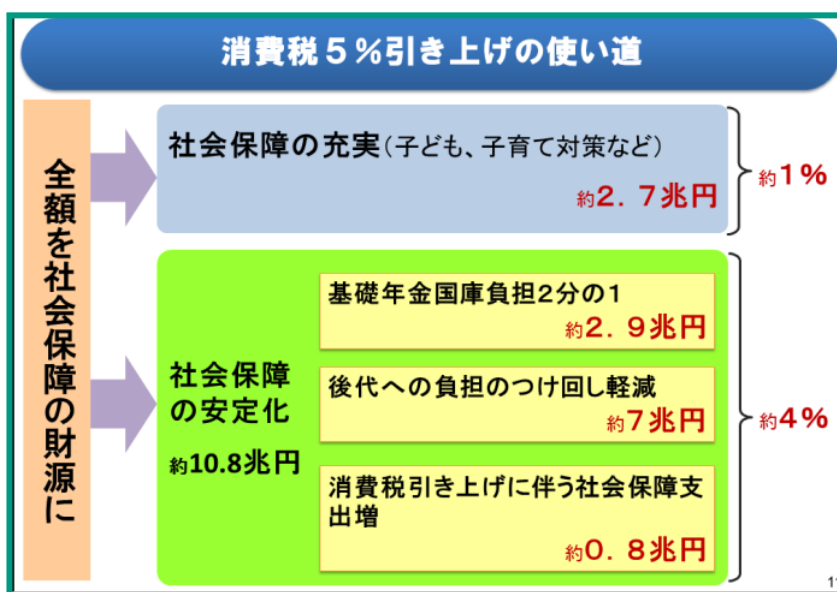 消費税５％引き上げの使い道
全額を社会保障の財源に
社会保障の充実（子ども、子育て対策など）
約２．７兆円
約１％
社会保障
の安定化
約10.8兆円
基礎年金国庫負担２分の１
約２．９兆円
後代への負担のつけ回し軽減
約７兆円
消費税引き上げに伴う社会保障支
出増
約０．８兆円
約４％